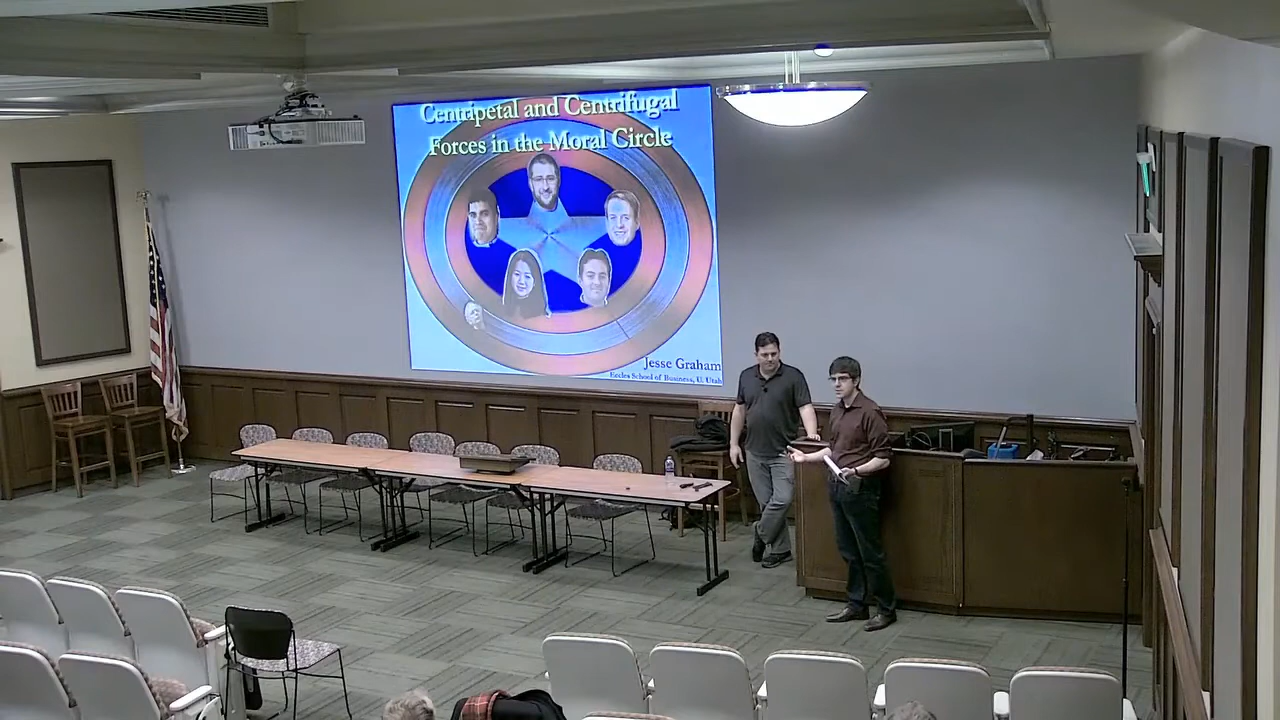 Centripetal and Centrifugal
Forces in the Moral Circle
Jesse Graham
Eccles School of Business, U. Utah